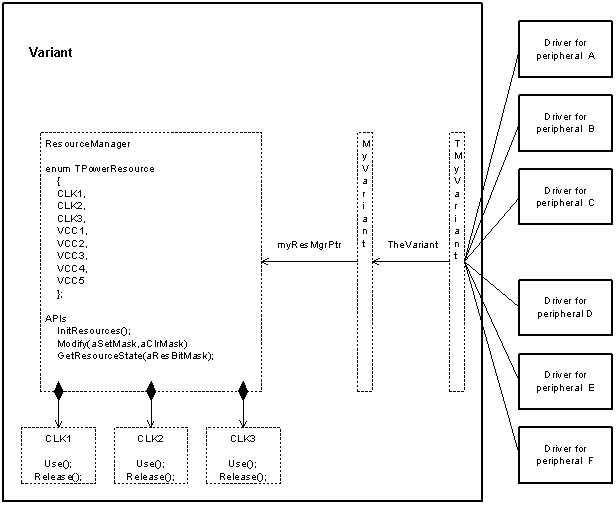 Variant
ResourceManager
enum TPowerResource
{
CLK1,
CLK2,
CLK3,
VCC1,
VCC2,
VCC3,
VCC4,
VCC5
};
APIs
InitResources();
Modify(aSetMask,aClrMask)
GetResourceState(aResBitMask);
myResMgrPtr
MyVariant
TheVariant
TMyVariant
CLK1
Use();
Release();
CLK2
Use();
Release();
CLK3
Use();
Release();
Driver for
peripheral A
Driver for
peripheral B
Driver for
peripheral C
Driver for
peripheral D
Driver for
peripheral E
Driver for
peripheral F